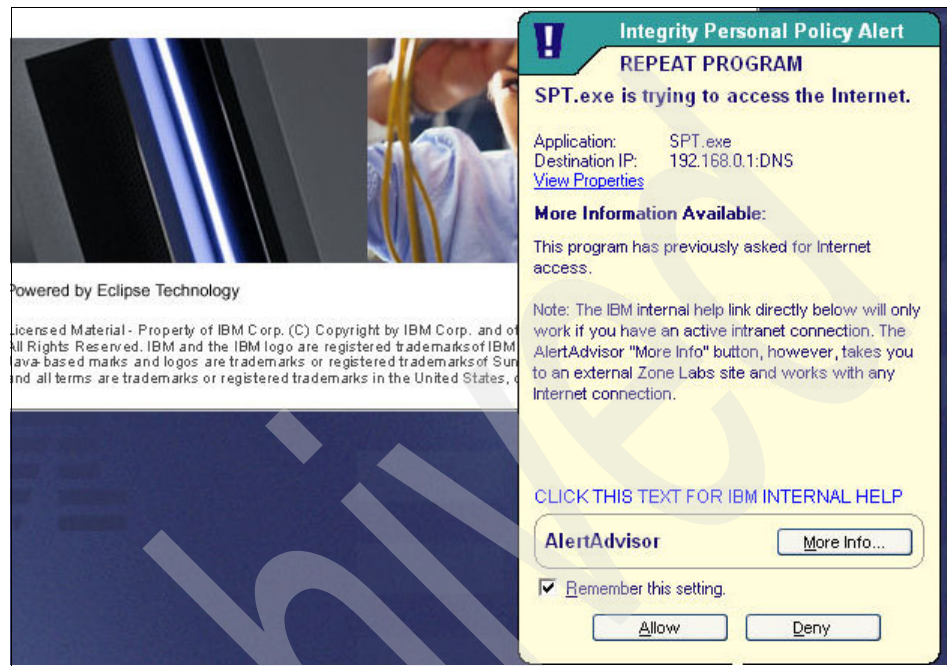 Powered by Eclipse Technology
Licensed Material - Property of IBM Corp. (C) Copyright by IBM Corp. and ot
All Rights Reserved. IBM and the IBM logo are registered trademarks of IBM
Java-based marks and logos are trademarks or registered trademarksof Sun
and all terms are trademarks or registered trademarks in the United States, o
Integrity Personal Policy Alert
REPEAT PROGRAM
SPT.exe is trying to access the Internet.
Application: SPT.exe
Destination IP: 192.168.0.1:DNS
View Properties
More Information Available:
This program has previously asked for Internet
access.
Note: The IBM internal help link directly below will only
work if you have an active intranet connection. The
AlertAdvisor "More Info" button, however, takes you
to an external Zone Labs site and works with any
Internet connection.
CLICK THIS TEXT FOR IBM INTERNAL HELP
AlertAdvisor
More Info...
Remember this setting.
Allow
Deny
hived